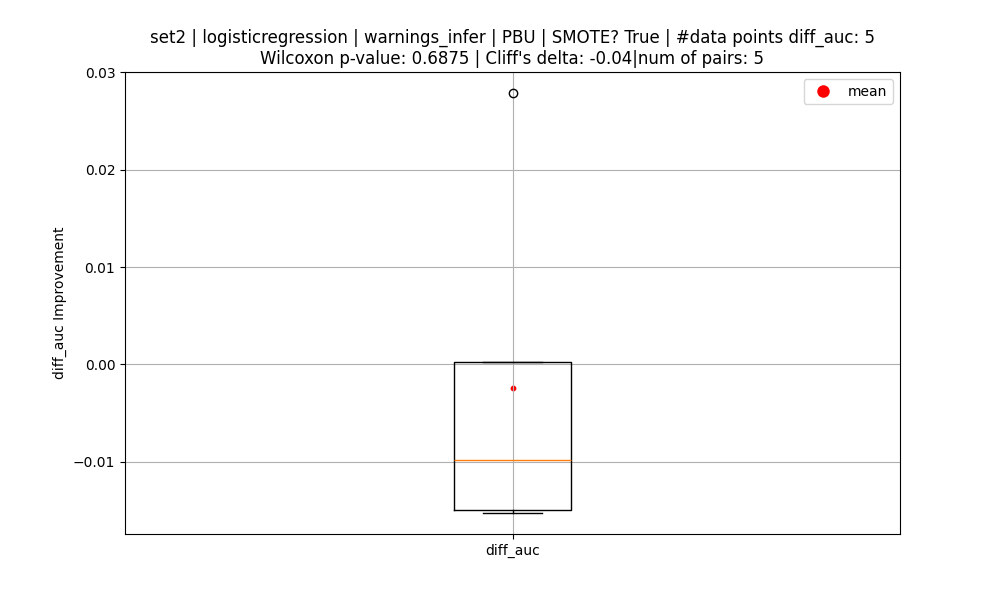 set2 | logisticregression | warnings_infer | PBU | SMOTE? True | #data points diff_auc: 5
Wilcoxon p-value: 0.6875 | Cliff's delta: -0.04|num of pairs: 5
mean
0.03
0.02
0.01
0.00
−0.01
diff_auc Improvement
diff_auc